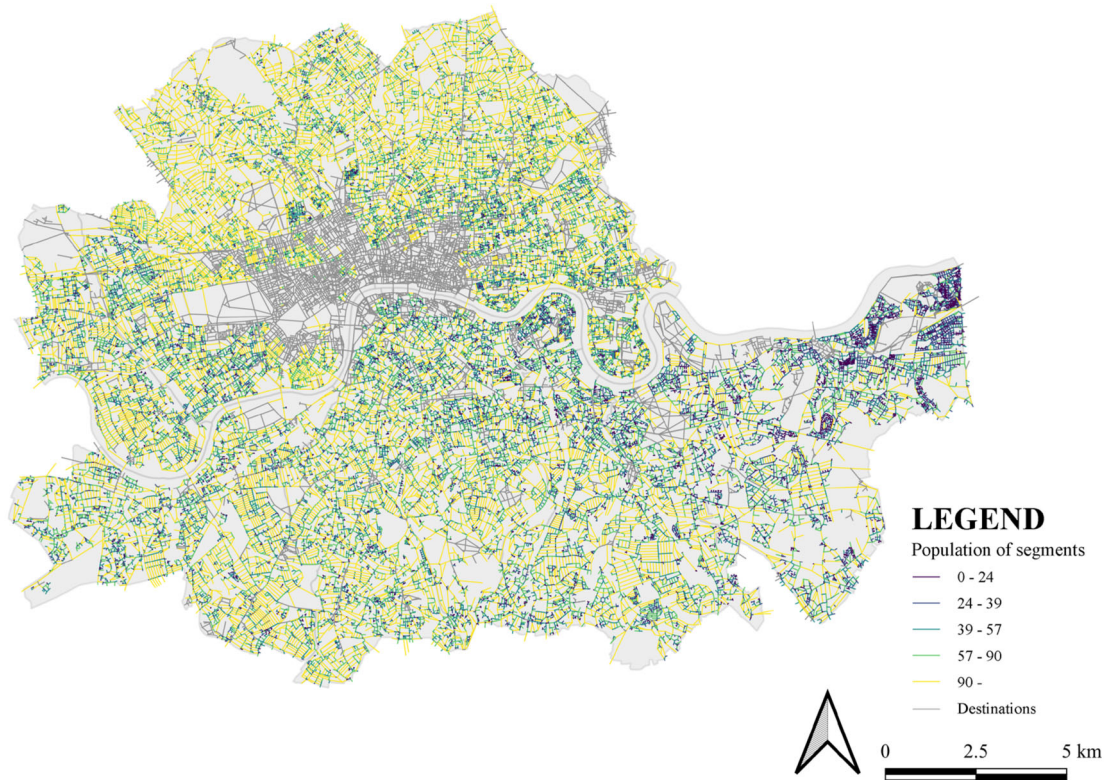 LEGEND
Population of segments
0 - 24
24 - 39
39 - 57
57 - 90
90 -
Destinations
0 2.5 5 km